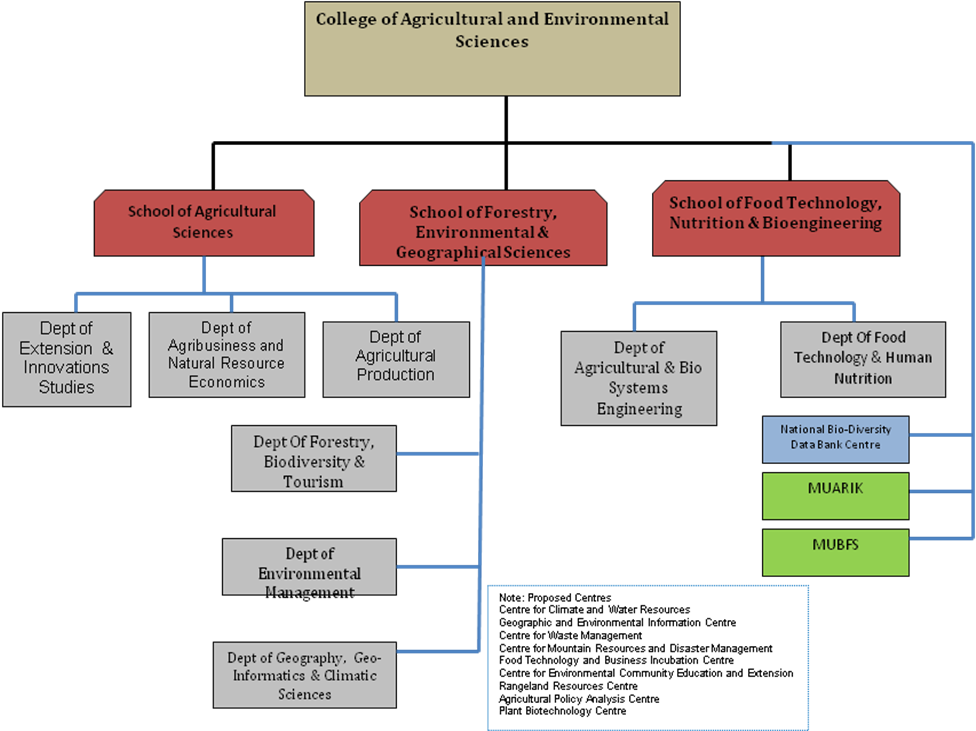 College of Agricultural and Environmental
Sciences
School of Agricultural
Sciences
School of Forestry,
Environmental &
Geographical Sciences
School of Food Technology,
Nutrition & Bioengineering
Dept of
Extension &
Innovations
Studies
Dept of
Agribusiness and
Natural Resource
Economics
Dept of
Agricultural
Production
Dept of
Agricultural & Bio
Systems
Engineering
Dept Of Food
Technology & Human
Nutrition
Dept Of Forestry,
Biodiversity &
Tourism
Dept of
Environmental
Management
Dept of Geography, Geo-
Informatics & Climatic
Sciences
National Bio-Diversity
Data Bank Centre
MUARIK
MUBFS
Note: Proposed Centres
Centre for Climate and Water Resources
Geographic and Environmental Information Centre
Centre for Waste Management
Centre for Mountain Resources and Disaster Management
Food Technology and Business Incubation Centre
Centre for Environmental Community Education and Extension
Rangeland Resources Centre
Agricultural Policy Analysis Centre
Plant Biotechnology Centre